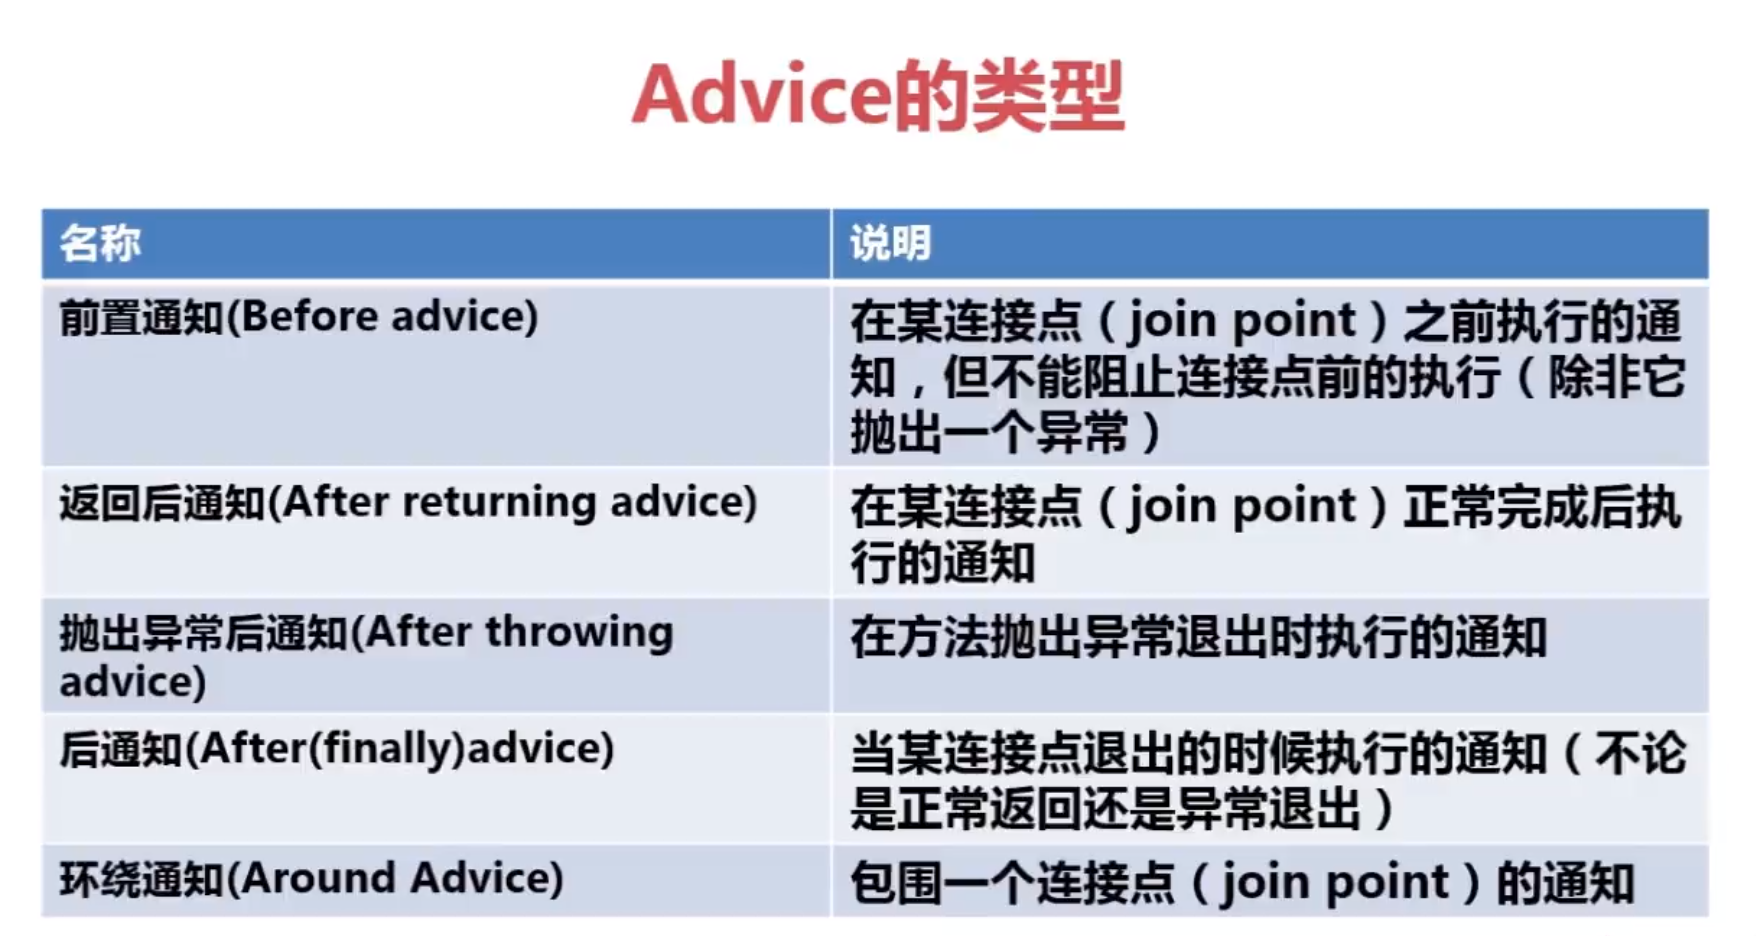 Advice的类型
名称
说明
前置通知(Before advice)
在某连接点（join point）之前执行的通
知，但不能阻止连接点前的执行（除非它
抛出一个异常）
返回后通知(After returning advice)
在某连接点（join point）正常完成后执
行的通知
抛出异常后通知(After throwing
advice)
在方法抛出异常退出时执行的通知
后通知(After(finally)advice)
当某连接点退出的时候执行的通知（不论
是正常返回还是异常退出）
环绕通知(Around Advice)
包围一个连接点（join point）的通知